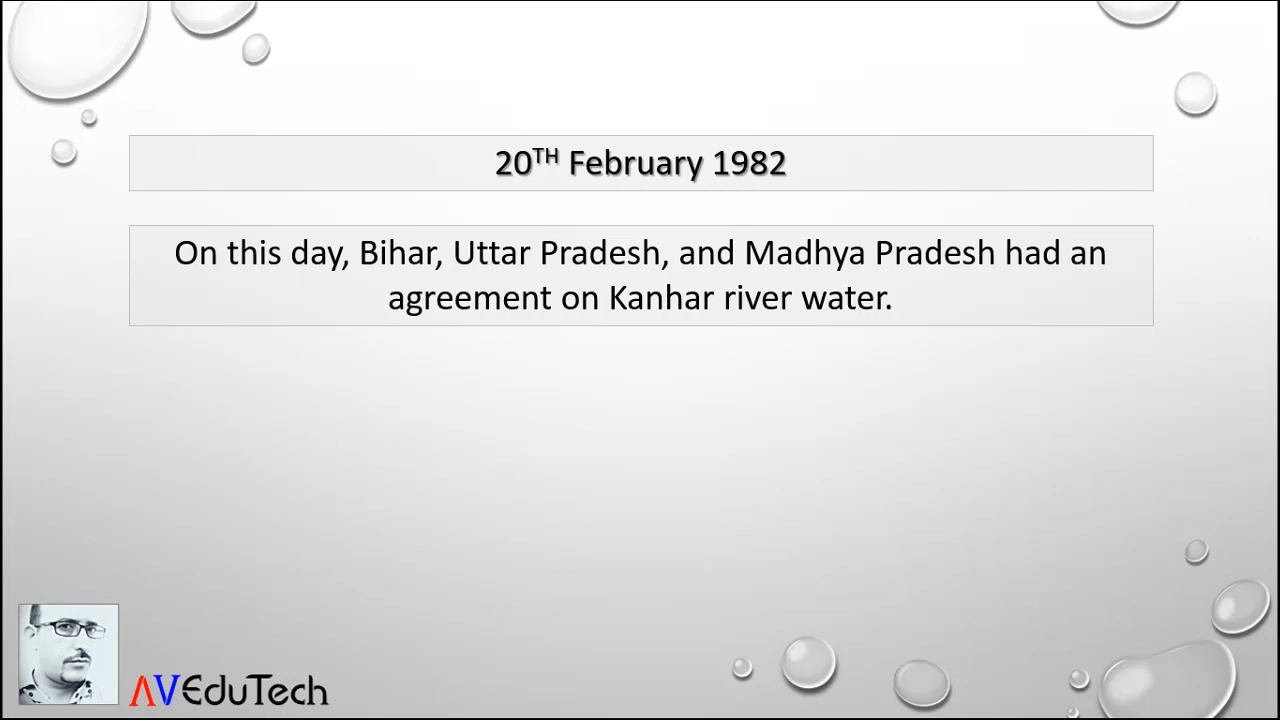 20TH February 1982
On this day, Bihar, Uttar Pradesh, and Madhya Pradesh had an
agreement on Kanhar river water.
AVEduTech